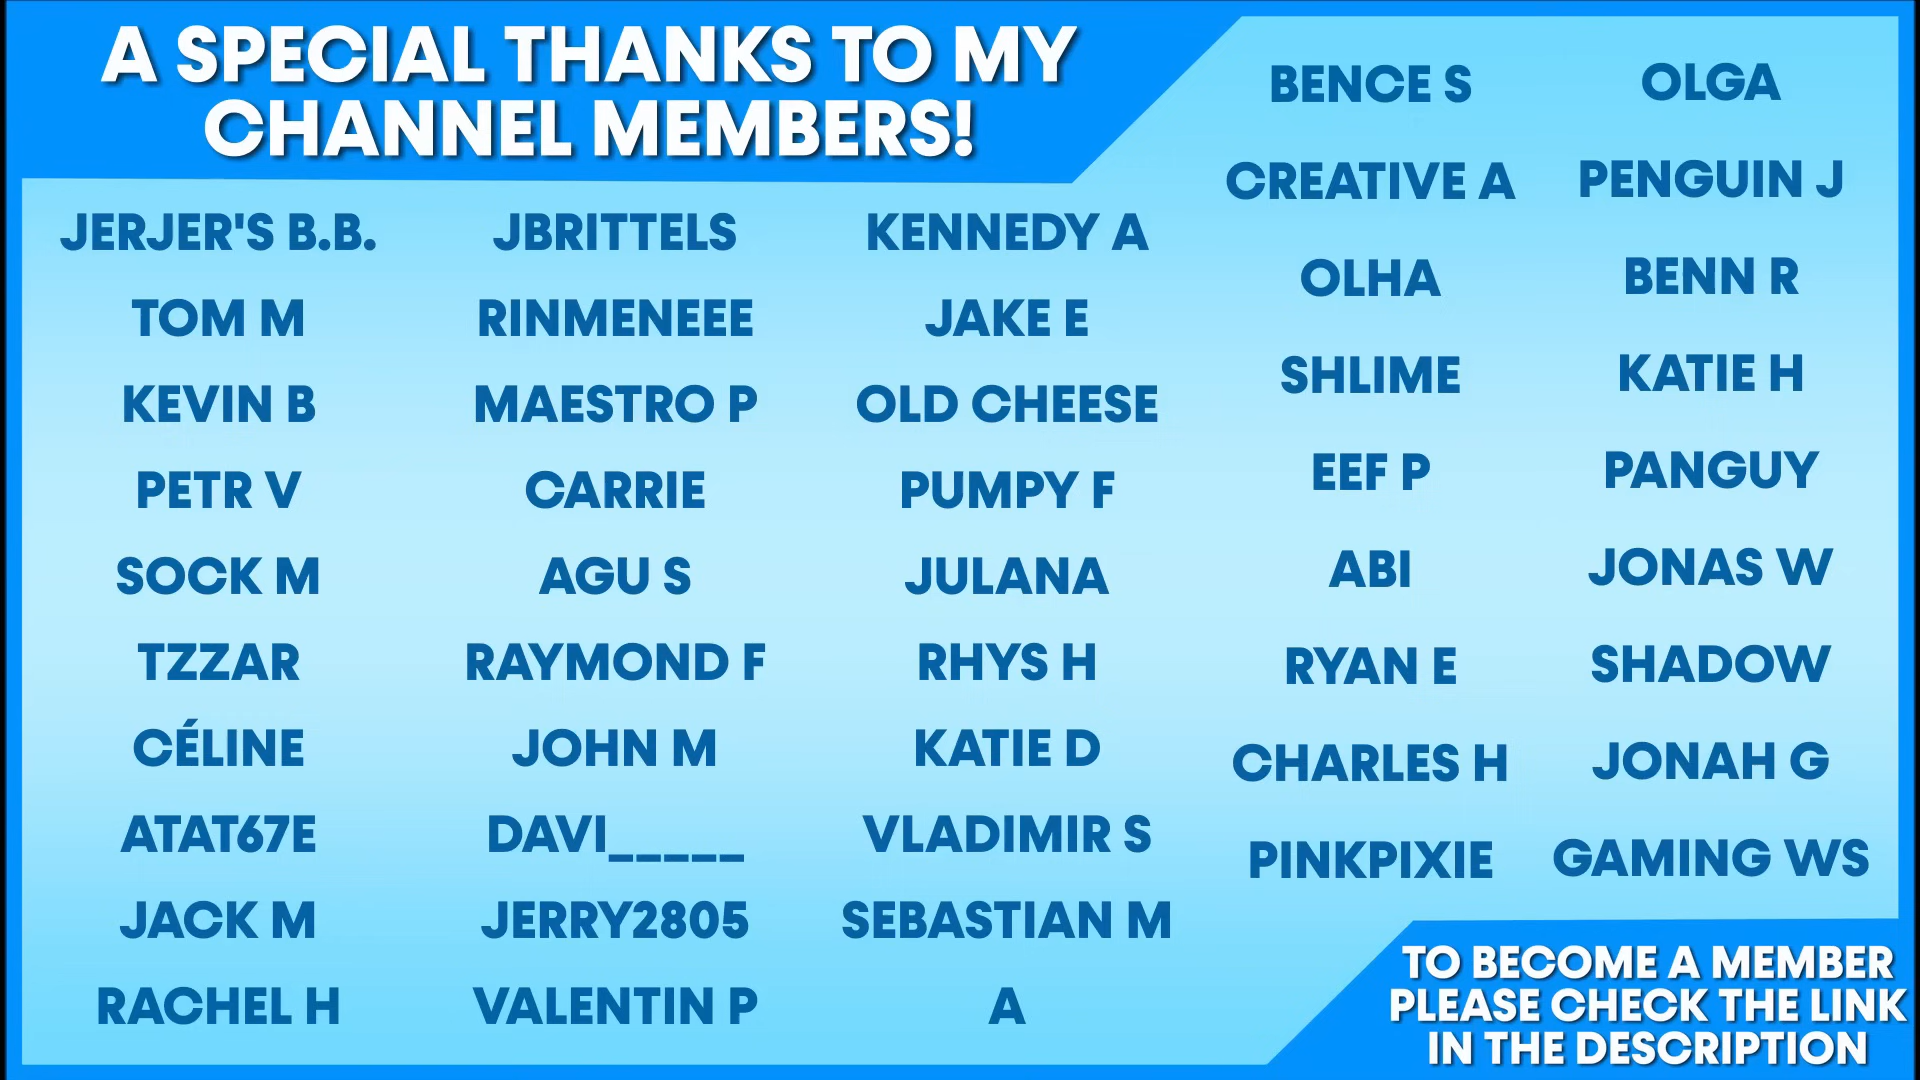 A SPECIAL THANKS TO MY
CHANNEL MEMBERS!
JERJER'S B.B.
TOM M
KEVIN B
PETR V
SOCK M
TZZAR
CÉLINE
ATAT67E
JACK M
RACHEL H
JBRITTELS
RINMENEEE
MAESTRO P
CARRIE
AGU S
RAYMOND F
JOHN M
DAVI_____
JERRY2805
VALENTIN P
KENNEDY A
JAKE E
OLD CHEESE
PUMPY F
JULANA
RHYS H
KATIE D
VLADIMIR S
SEBASTIAN M
A
BENCE S
CREATIVE A
OLHA
SHLIME
EEF P
ABI
RYAN E
CHARLES H
PINKPIXIE
OLGA
PENGUIN J
BENN R
KATIE H
PANGUY
JONAS W
SHADOW
JONAH G
GAMING WS
TO BECOME A MEMBER
PLEASE CHECK THE LINK
IN THE DESCRIPTION